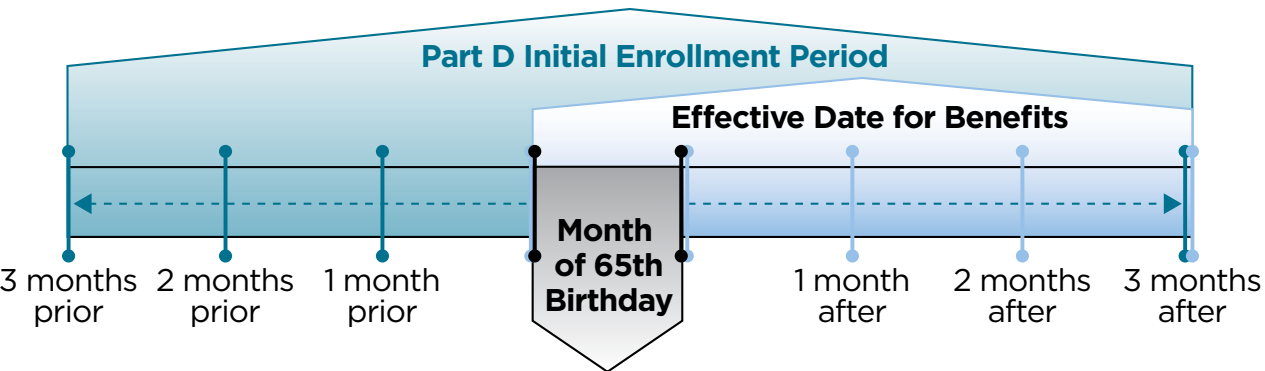 Part D Initial Enrollment Period
Effective Date for Benefits
Month
of 65th
Birthday
3 months
prior
2 months
prior
1 month
prior
1 month
after
2 months
after
3 months
after